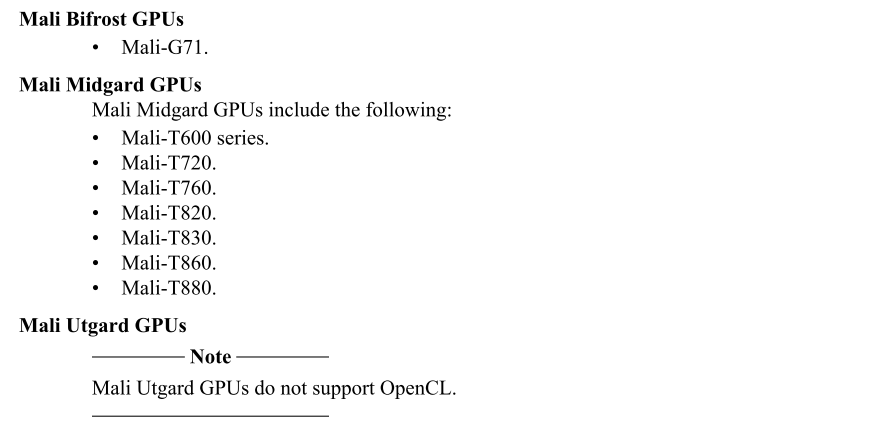 Mali Bifrost GPUs
• Mali-G71.
Mali Midgard GPUs
Mali Midgard GPUs include the following:
• Mali-T600 series.
• Mali-T720.
• Mali-T760.
• Mali-T820.
• Mali-T830.
• Mali-T860.
• Mali-T880.
Mali Utgard GPUs
Note
Mali Utgard GPUs do not support OpenCL.